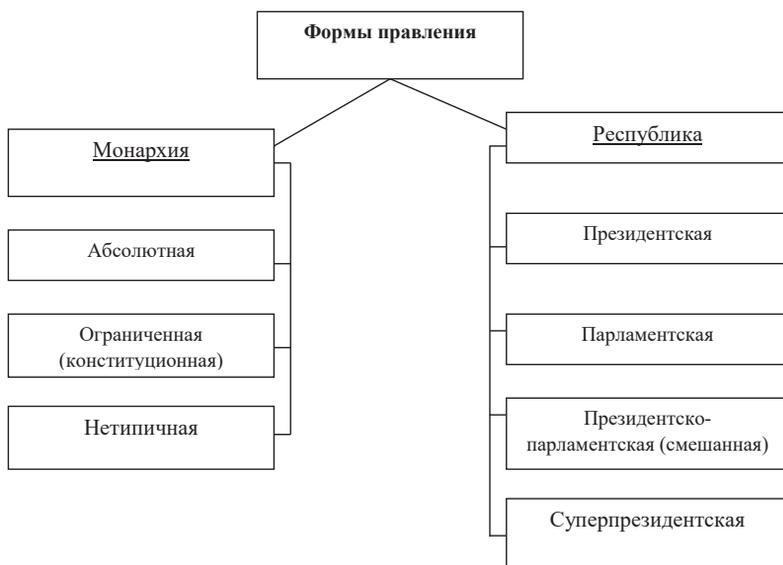 Формы правления
Монархия
Абсолютная
Ограниченная
(конституционная)
Нетипичная
Республика
Президентская
Парламентская
Президентско-
парламентская (смешанная)
Суперпрезидентская